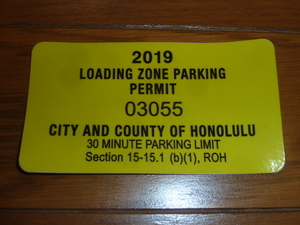 2019
LOADING ZONE PARKING
PERMIT
03055
CITY AND COUNTY OF HONOLULU
30 MINUTE PARKING LIMIT
Section 15-15.1 (b)(1), ROH